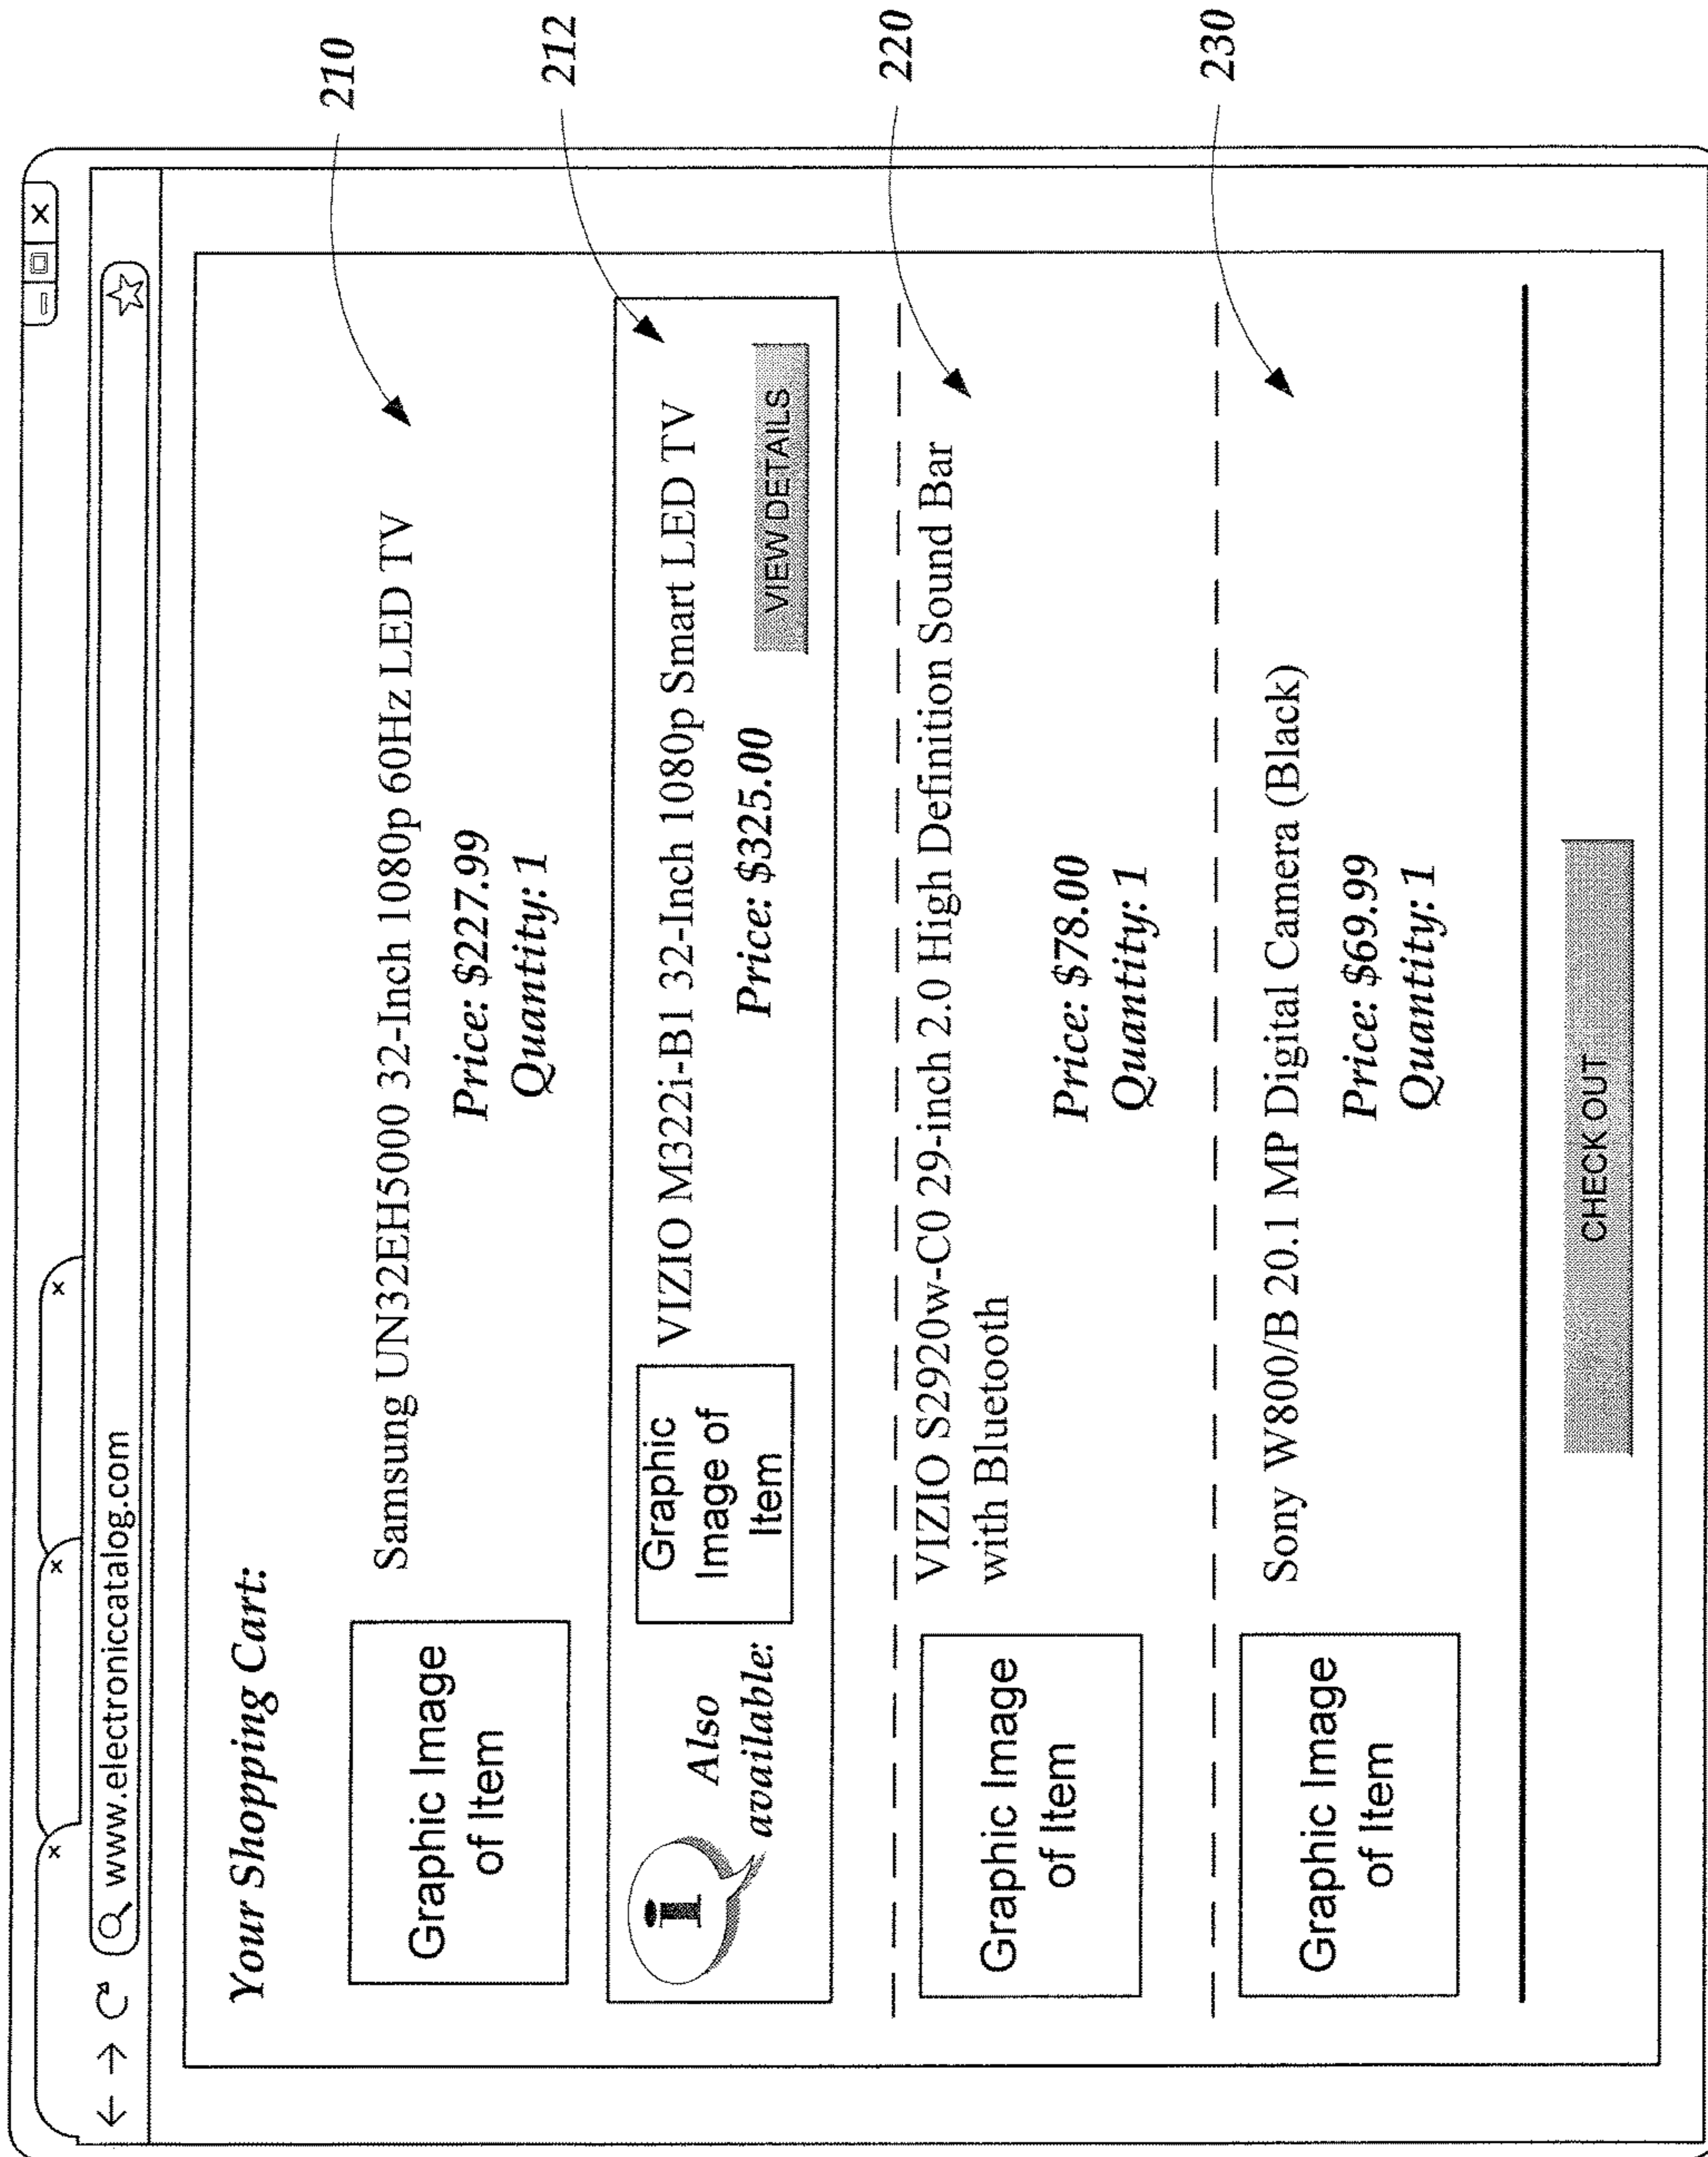 www.electroniccatalog.com
Your Shopping Cart:
Graphic Image
of Item
Samsung UN32EH5000 32-Inch 1080p 60Hz LED TV
Price: $227.99
Quantity: 1
210
i
Also
available:
Graphic
Image of
Item
VIZIO M322i-B1 32-Inch 1080p Smart LED TV
Price: $325.00
VIEW DETAILS
212
Graphic Image
of Item
VIZIO S2920w-C0 29-inch 2.0 High Definition Sound Bar
with Bluetooth
Price: $78.00
Quantity: 1
220
Graphic Image
of Item
Sony W800/B 20.1 MP Digital Camera (Black)
Price: $69.99
Quantity: 1
230
CHECK OUT